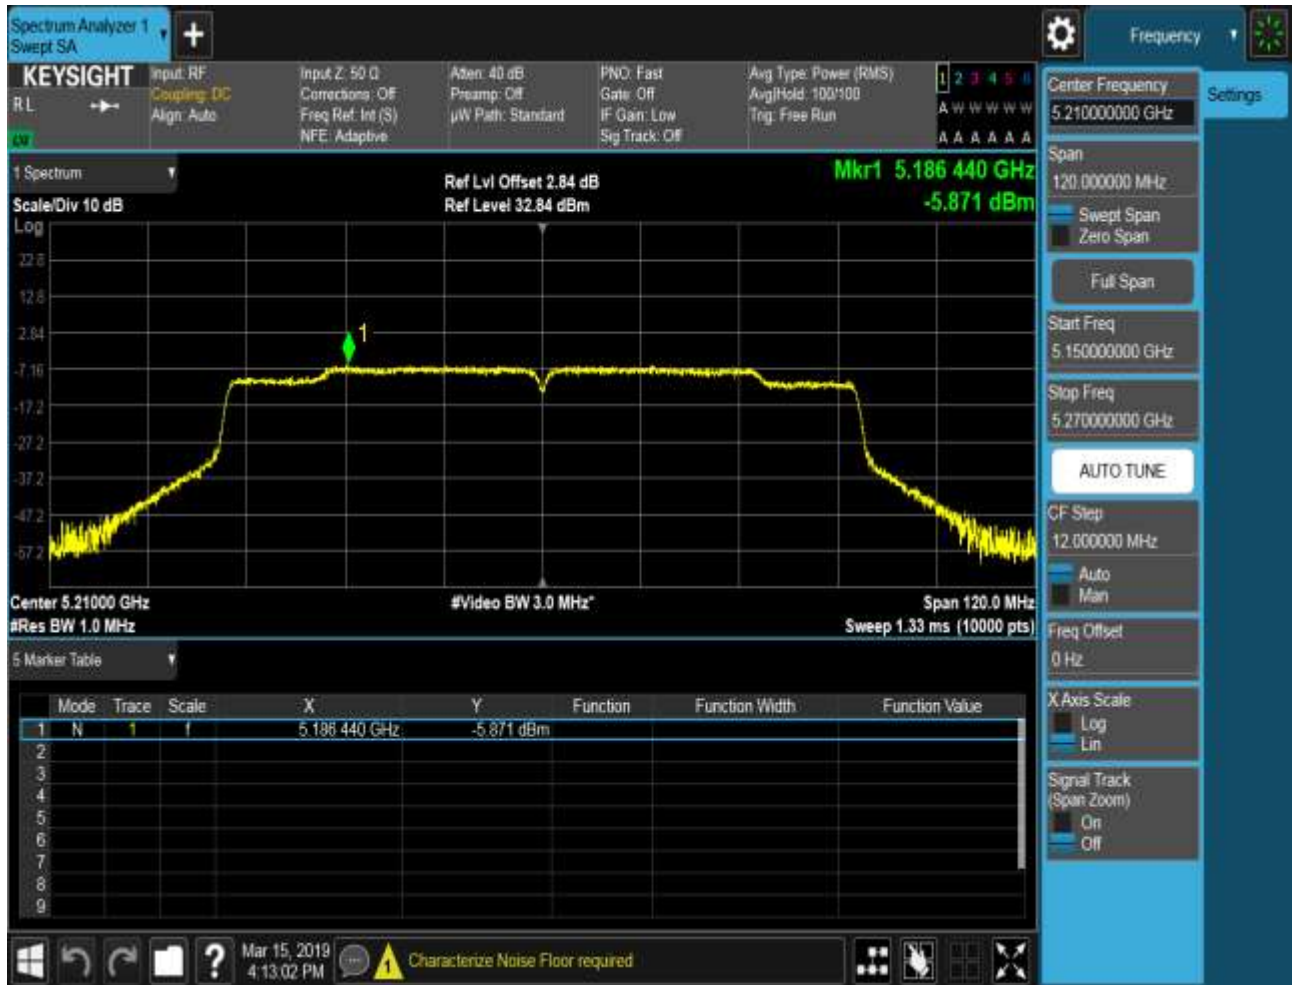 Spectrum Analyzer 1
Swept SA
Frequency
KEYSIGHT
Input: RF
Input Z: 50 Ω
Atten: 40 dB
PNO: Fast
Avg Type: Power (RMS)
1 2 3 4 5 6
R L
Coupling: DC
Corrections: Off
Preamp: Off
Gate: Off
Avg|Hold: 100/100
A W W W W W
Align: Auto
Freq Ref: Int (S)
µW Path: Standard
IF Gain: Low
Trig: Free Run
NFE: Adaptive
Sig Track: Off
A A A A A A
1 Spectrum
Ref Lvl Offset 2.84 dB
Mkr1 5.186 440 GHz
Scale/Div 10 dB
Ref Level 32.84 dBm
-5.871 dBm
Log
22.8
12.8
2.84
-7.16
-17.2
-27.2
-37.2
-47.2
-57.2
1
Center 5.21000 GHz
#Video BW 3.0 MHz*
Span 120.0 MHz
#Res BW 1.0 MHz
Sweep 1.33 ms (10000 pts)
5 Marker Table
Mode Trace Scale X Y Function Function Width Function Value
1 N 1 f 5.186 440 GHz -5.871 dBm
2
3
4
5
6
7
8
9
Mar 15, 2019
4:13:02 PM
?
1
Characterize Noise Floor required
Center Frequency
5.210000000 GHz
Settings
Span
120.000000 MHz
Swept Span
Zero Span
Full Span
Start Freq
5.150000000 GHz
Stop Freq
5.270000000 GHz
AUTO TUNE
CF Step
12.000000 MHz
Auto
Man
Freq Offset
0 Hz
X Axis Scale
Log
Lin
Signal Track
(Span Zoom)
On
Off